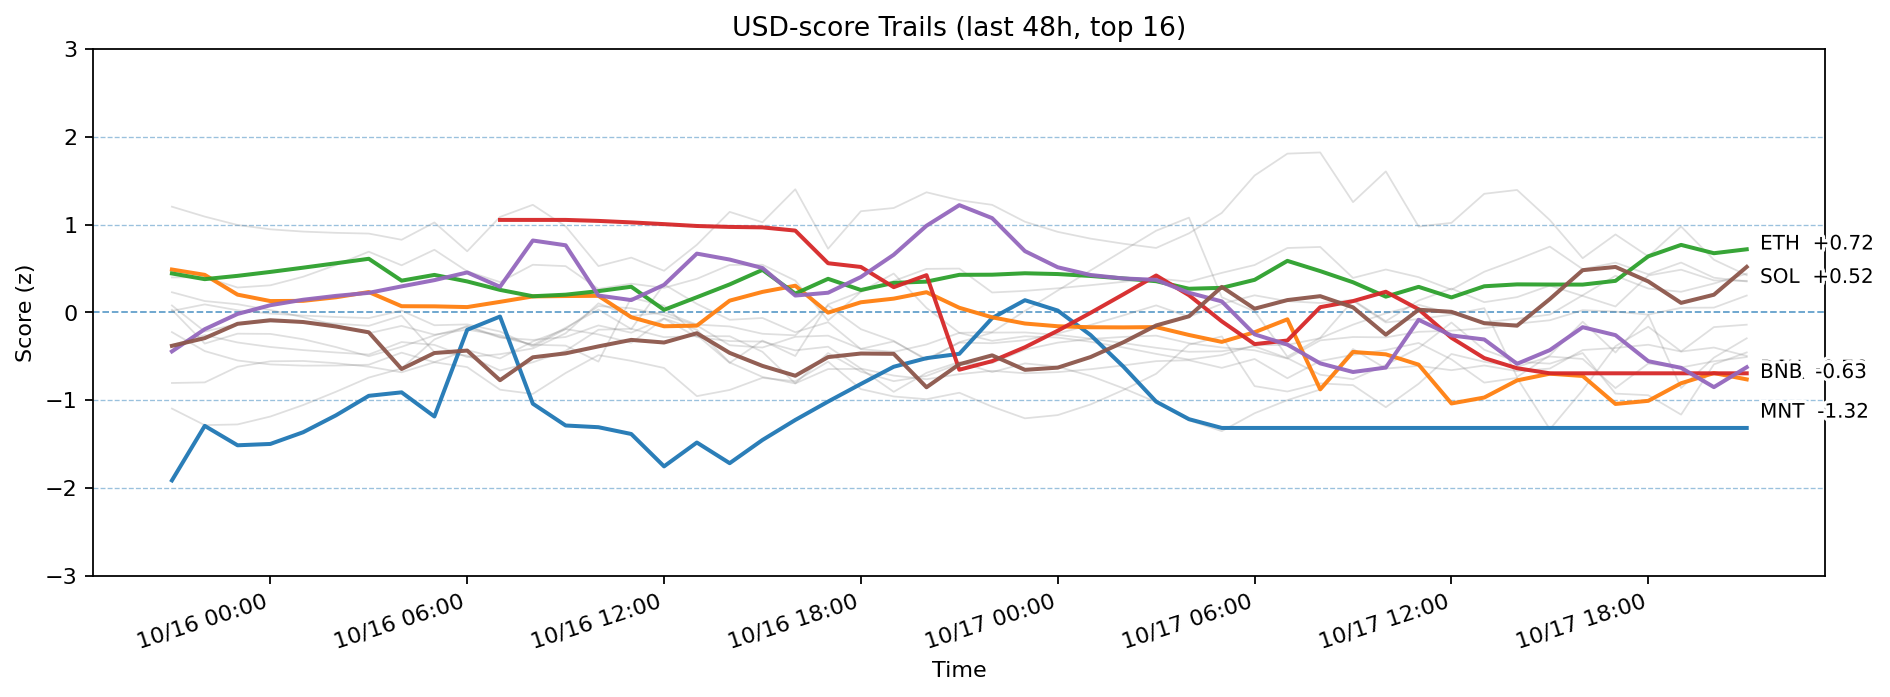 USD-score Trails (last 48h, top 16)
Score (z)
3
2
1
0
−1
−2
−3
ETH +0.72
SOL +0.52
BNB -0.63
MNT -1.32
10/16 00:00
10/16 06:00
10/16 12:00
10/16 18:00
10/17 00:00
10/17 06:00
10/17 12:00
10/17 18:00
Time